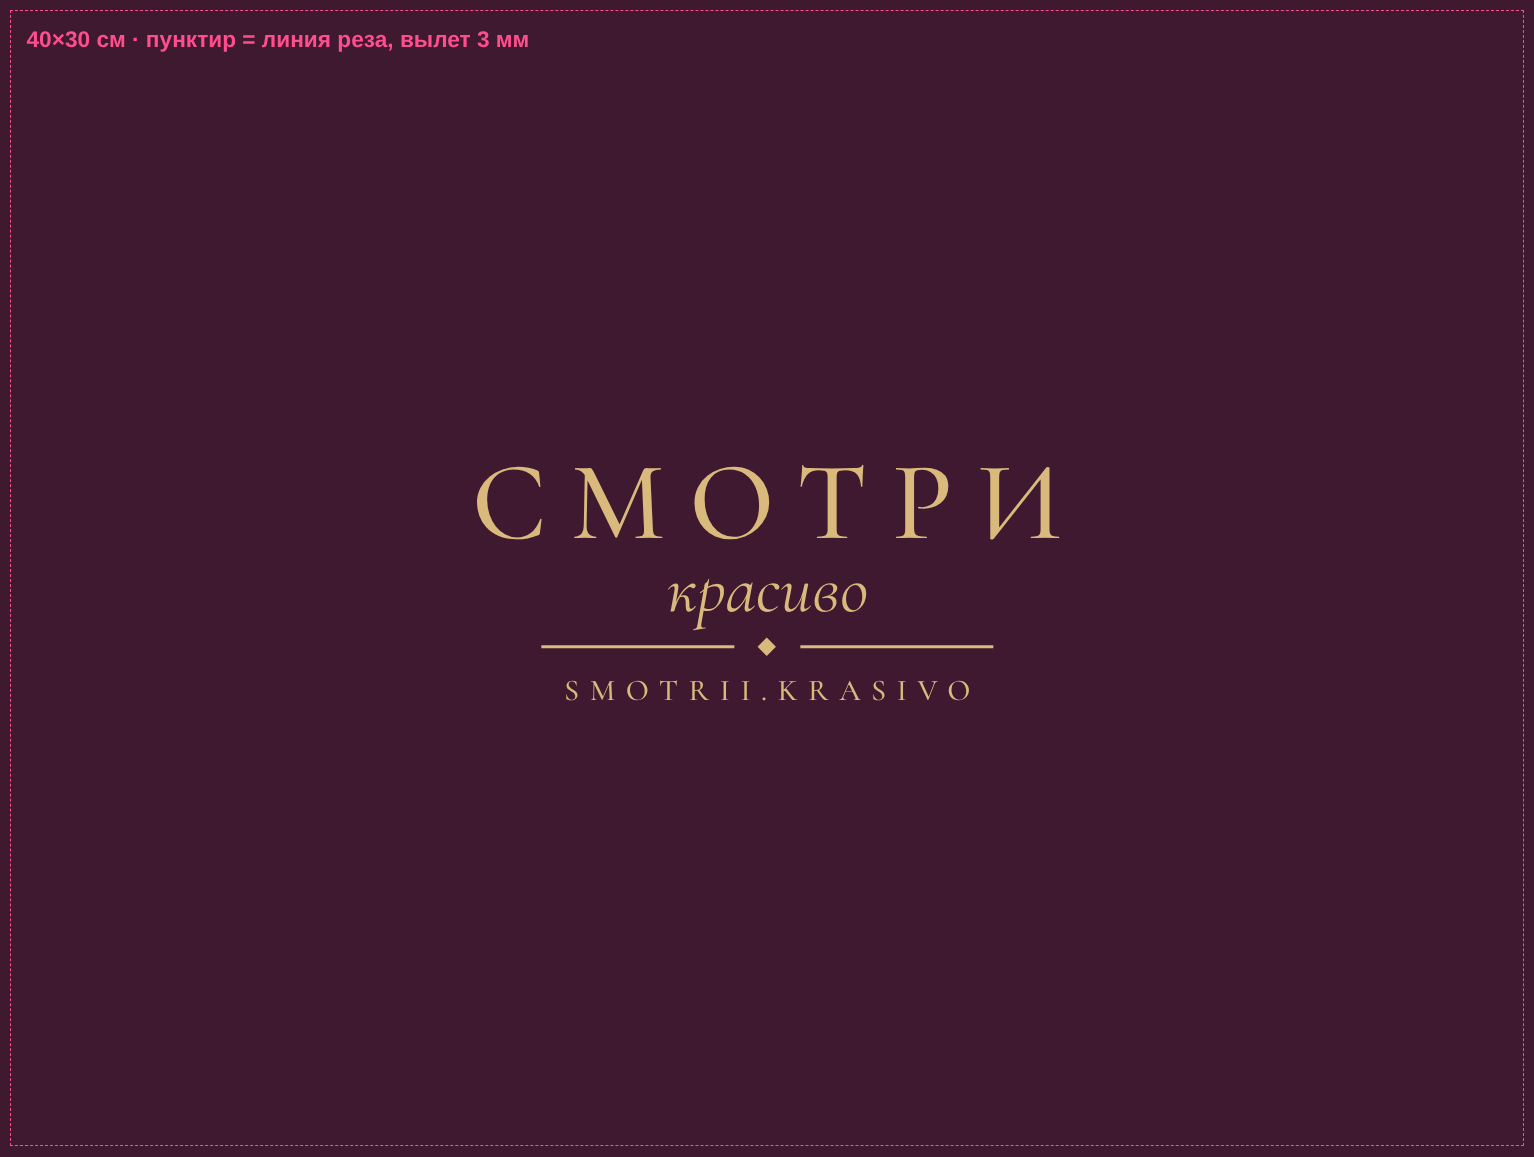 40×30 см · пунктир = линия реза, вылет 3 мм
СМОТРИ
красиво
SMOTRII.KRASIVO